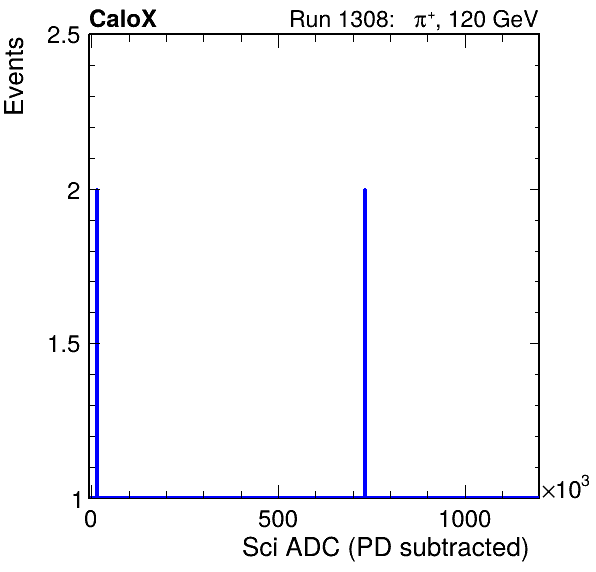 CaloX Run 1308: π⁺, 120 GeV
Events
2.5
2
1.5
1
0 500 1000
×10³
Sci ADC (PD subtracted)